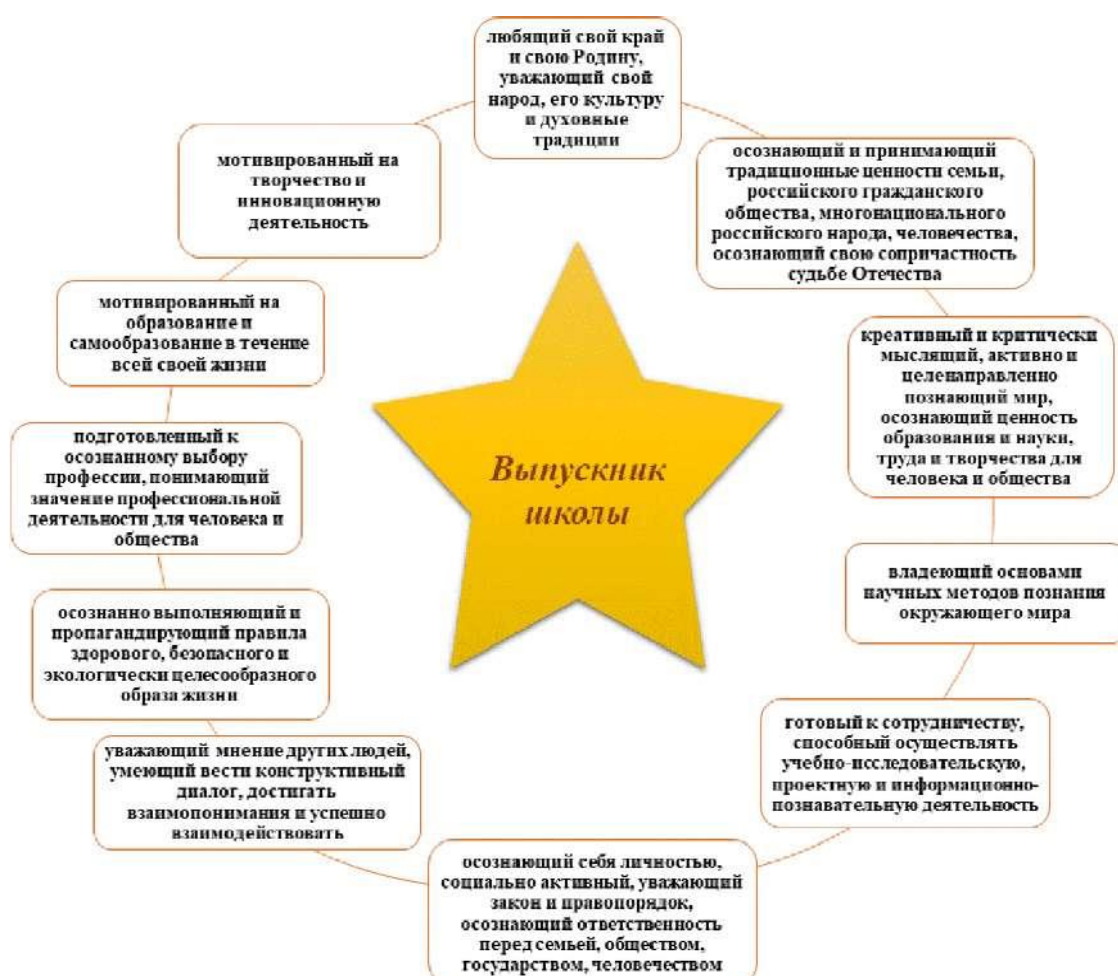 любящий свой край
и свою Родину,
уважающий свой
народ, его культуру
и духовные
традиции
осознающий и принимающий
традиционные ценности семьи,
российского гражданского
общества, многонационального
российского народа, человечества,
осознающий свою сопричастность
судьбе Отечества
креативный и критически
мыслящий, активно и
целенаправленно
познающий мир,
осознающий ценность
образования и науки,
труда и творчества для
человека и общества
владеющий основами
научных методов познания
окружающего мира
готовый к сотрудничеству,
способный осуществлять
учебно-исследовательскую,
проектную и информационно-
познавательную деятельность
осознающий себя личностью,
социально активный, уважающий
закон и правопорядок,
осознающий ответственность
перед семьей, обществом,
государством, человечеством
уважающий мнение других людей,
умеющий вести конструктивный
диалог, достигать
взаимопонимания и успешно
взаимодействовать
осознанно выполняющий и
пропагандирующий правила
здорового, безопасного и
экологически целесообразного
образа жизни
подготовленный к
осознанному выбору
профессии, понимающий
значение профессиональной
деятельности для человека и
общества
мотивированный на
образование и
самообразование в течение
всей своей жизни
мотивированный на
творчество и
инновационную
деятельность
Выпускник
школы